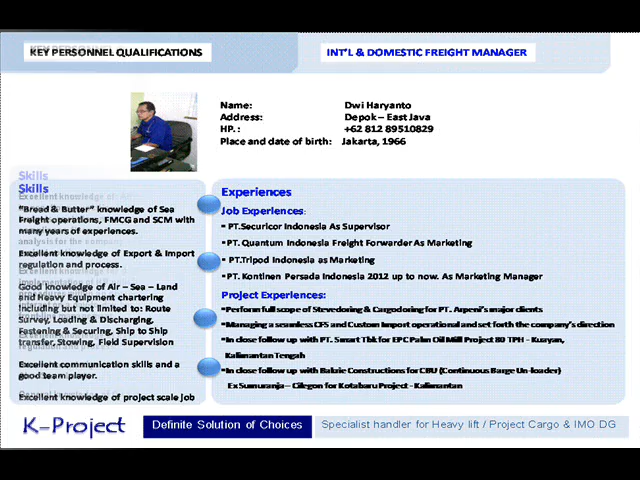 KEY PERSONNEL QUALIFICATIONS
INT'L & DOMESTIC FREIGHT MANAGER
Name: Dwi Haryanto
Address: Depok – East Java
HP. : +62 812 89510829
Place and date of birth: Jakarta, 1966
Skills
Skills
"Bread & Butter" knowledge of Sea
Freight operations, FMCG and SCM with
many years of experiences.
Excellent knowledge of Export & Import
regulation and process.
Good knowledge of Air – Sea – Land
and Heavy Equipment chartering
including but not limited to: Route
Survey, Loading & Discharging,
Fastening & Securing, Ship to Ship
transfer, Stowing, Field Supervision
Excellent communication skills and a
good team player.
Excellent knowledge of project scale job
Experiences
Job Experiences:
▪ PT.Securicor Indonesia As Supervisor
▪ PT. Quantum Indonesia Freight Forwarder As Marketing
▪ PT.Tripod Indonesia as Marketing
▪ PT. Kontinen Persada Indonesia 2012 up to now. As Marketing Manager
Project Experiences:
▪ Perform full scope of Stevedoring & Cargodoring for PT. Arpeni's major clients
▪ Managing a seamless CFS and Custom Import operational and set forth the company's direction
▪ In close follow up with PT. Smart Tbk for EPC Palm Oil Mill Project 80 TPH - Kuayan,
Kalimantan Tengah
▪ In close follow up with Bakrie Constructions for CBU (Continuous Barge Un-loader)
Ex Sumuranja – Cilegon for Kotabaru Project - Kalimantan
K-Project
Definite Solution of Choices
Specialist handler for Heavy lift / Project Cargo & IMO DG